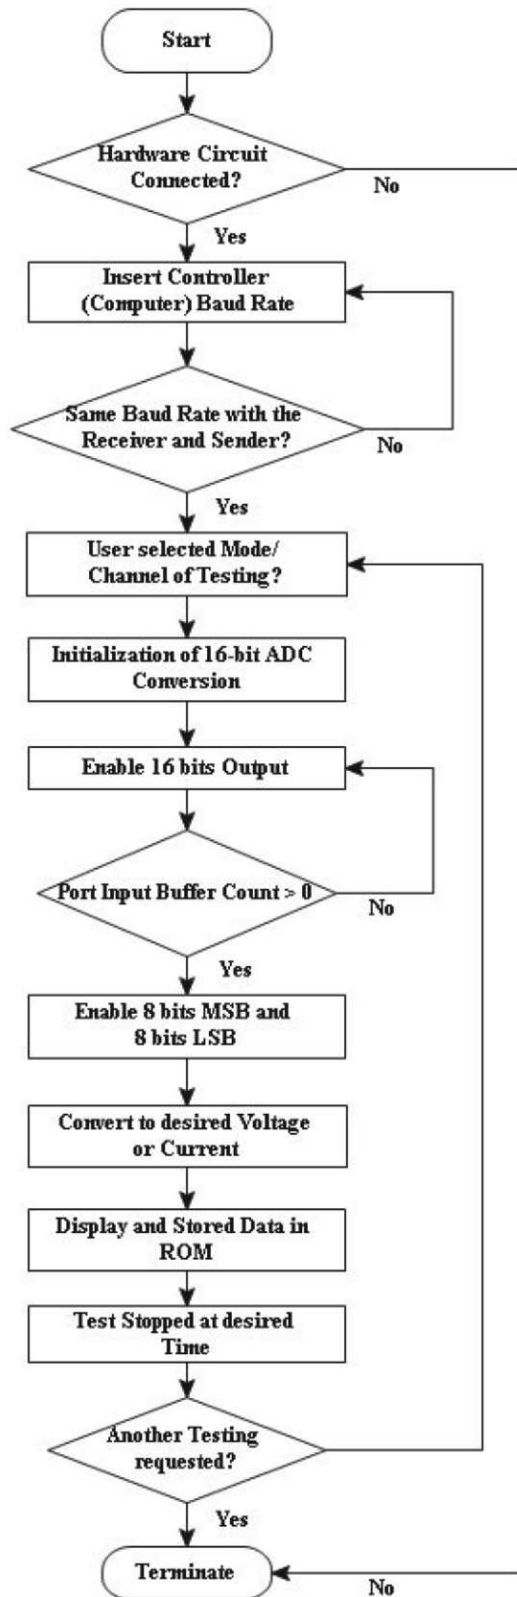 Start
Hardware Circuit
Connected?
No
Yes
Insert Controller
(Computer) Baud Rate
Same Baud Rate with the
Receiver and Sender?
No
Yes
User selected Mode/
Channel of Testing?
Initialization of 16-bit ADC
Conversion
Enable 16 bits Output
Port Input Buffer Count > 0
No
Yes
Enable 8 bits MSB and
8 bits LSB
Convert to desired Voltage
or Current
Display and Stored Data in
ROM
Test Stopped at desired
Time
Another Testing
requested?
Yes
Terminate
No